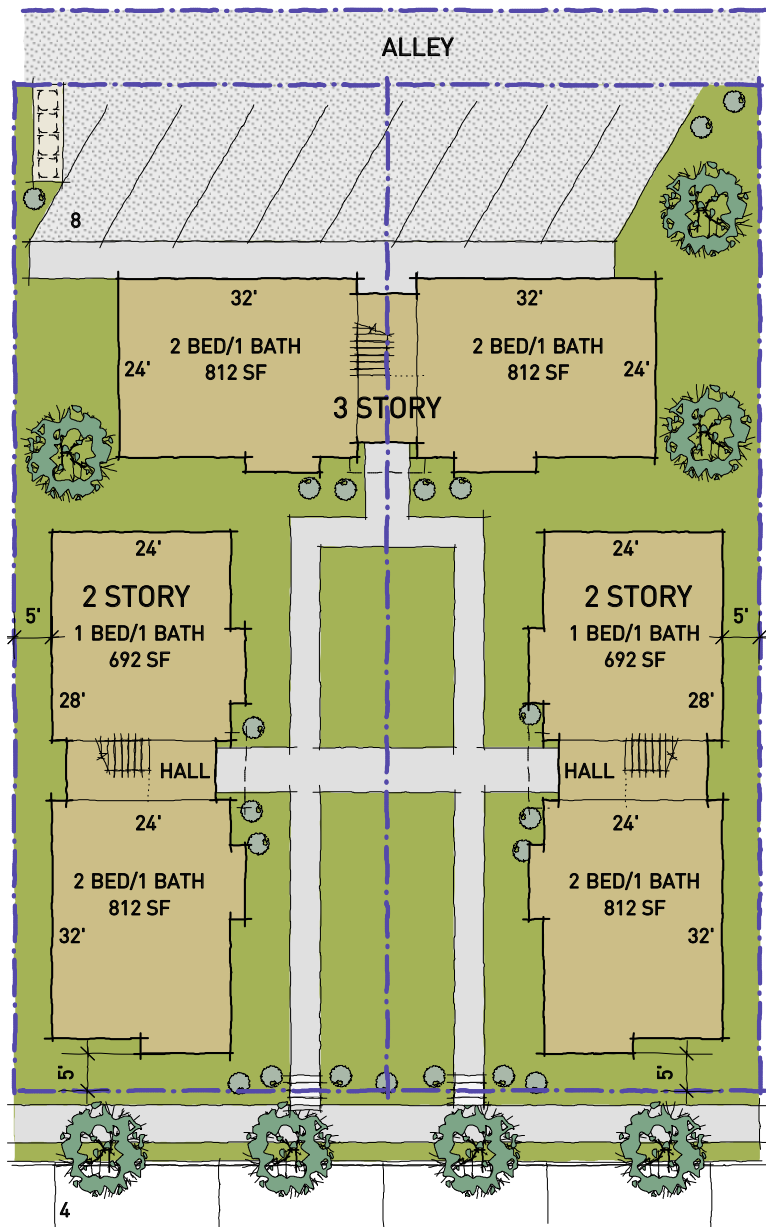 ALLEY
8
32'
32'
2 BED/1 BATH
812 SF
2 BED/1 BATH
812 SF
24'
24'
3 STORY
24'
24'
2 STORY
2 STORY
5'
5'
1 BED/1 BATH
692 SF
1 BED/1 BATH
692 SF
28'
28'
HALL
HALL
24'
24'
2 BED/1 BATH
812 SF
2 BED/1 BATH
812 SF
32'
32'
5'
5'
4